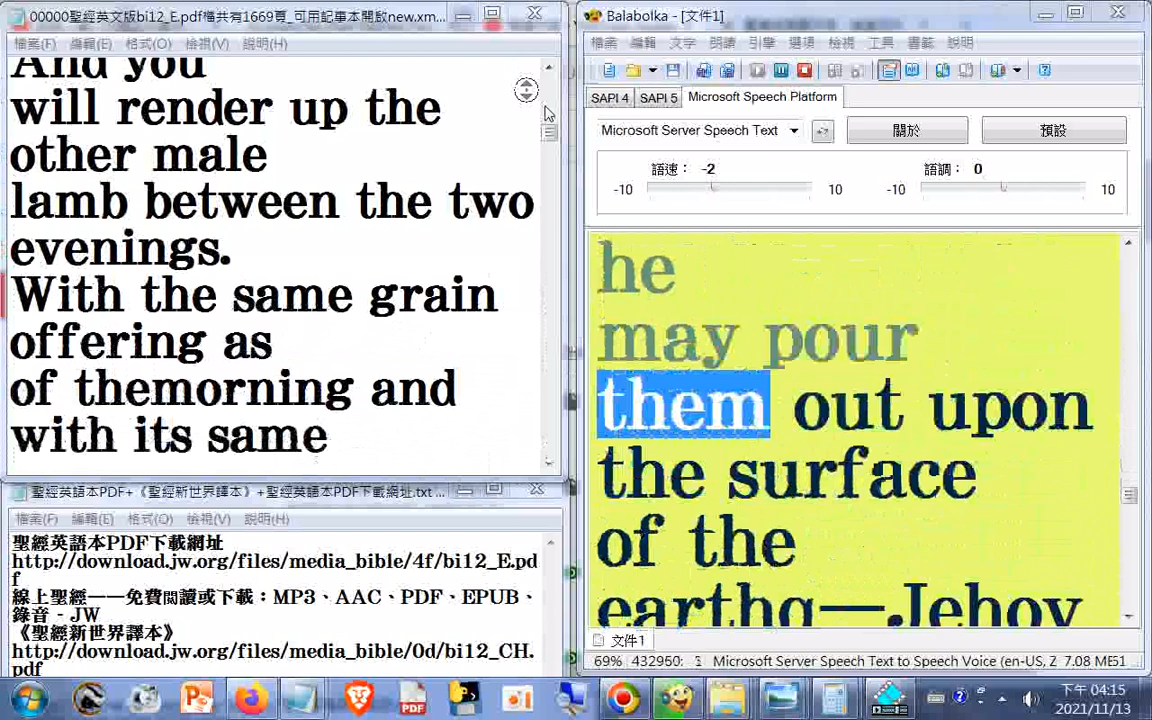 00000聖經英文版bi12_E.pdf檔共有1669頁_可用記事本開啟new.xm...
檔案(F) 編輯(E) 格式(O) 檢視(V) 說明(H)
And you
will render up the
other male
lamb between the two
evenings.
With the same grain
offering as
of themorning and
with its same
聖經英語本PDF+《聖經新世界譯本》+聖經英語本PDF下載網址.txt ...
檔案(F) 編輯(E) 格式(O) 檢視(V) 說明(H)
聖經英語本PDF下載網址
http://download.jw.org/files/media_bible/4f/bi12_E.pd
f
線上聖經——免費閱讀或下載：MP3、AAC、PDF、EPUB、
錄音 - JW
《聖經新世界譯本》
http://download.jw.org/files/media_bible/0d/bi12_CH.
pdf
Balabolka - [文件1]
檔案 編輯 文字 朗讀 引擎 選項 檢視 工具 書籤 說明
SAPI 4 SAPI 5 Microsoft Speech Platform
Microsoft Server Speech Text 關於 預設
語速： -2 語調： 0
-10 10 -10 10
he
may pour
them out upon
the surface
of the
earthq—Jehov
文件1
69% 432950: 1 Microsoft Server Speech Text to Speech Voice (en-US, Z 7.08 ME51
下午 04:15
2021/11/13